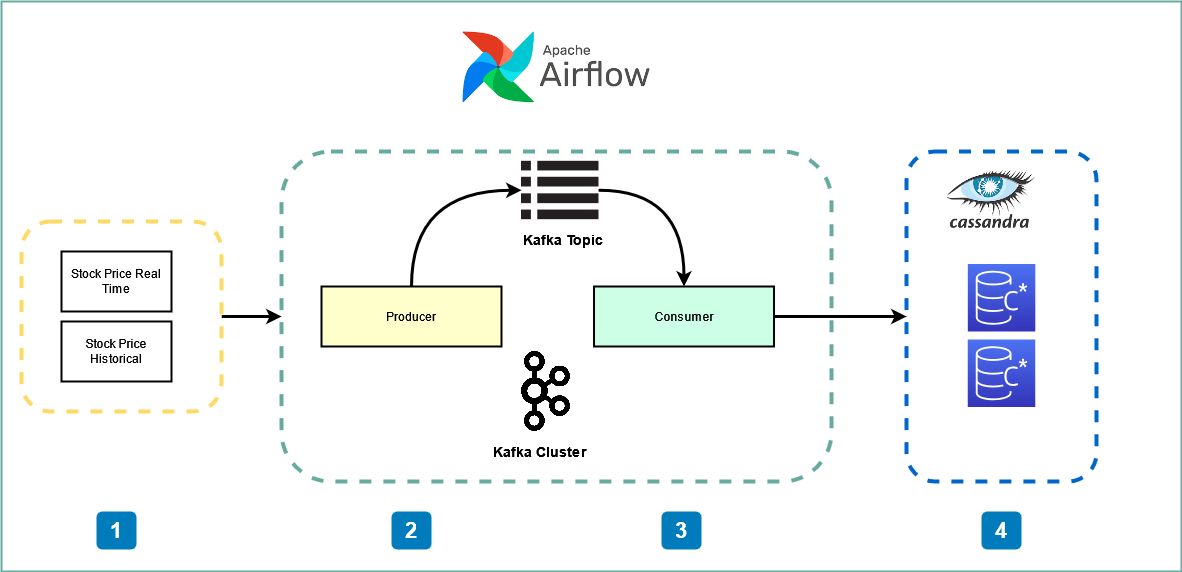 Apache
Airflow
Stock Price Real
Time
Stock Price
Historical
Producer
Kafka Topic
Consumer
Kafka Cluster
cassandra
C*
C*
1
2
3
4